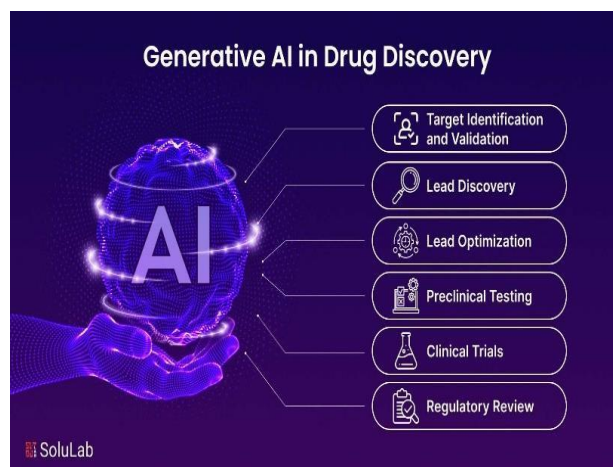 Generative AI in Drug Discovery
AI
Target Identification
and Validation
Lead Discovery
Lead Optimization
Preclinical Testing
Clinical Trials
Regulatory Review
SoluLab